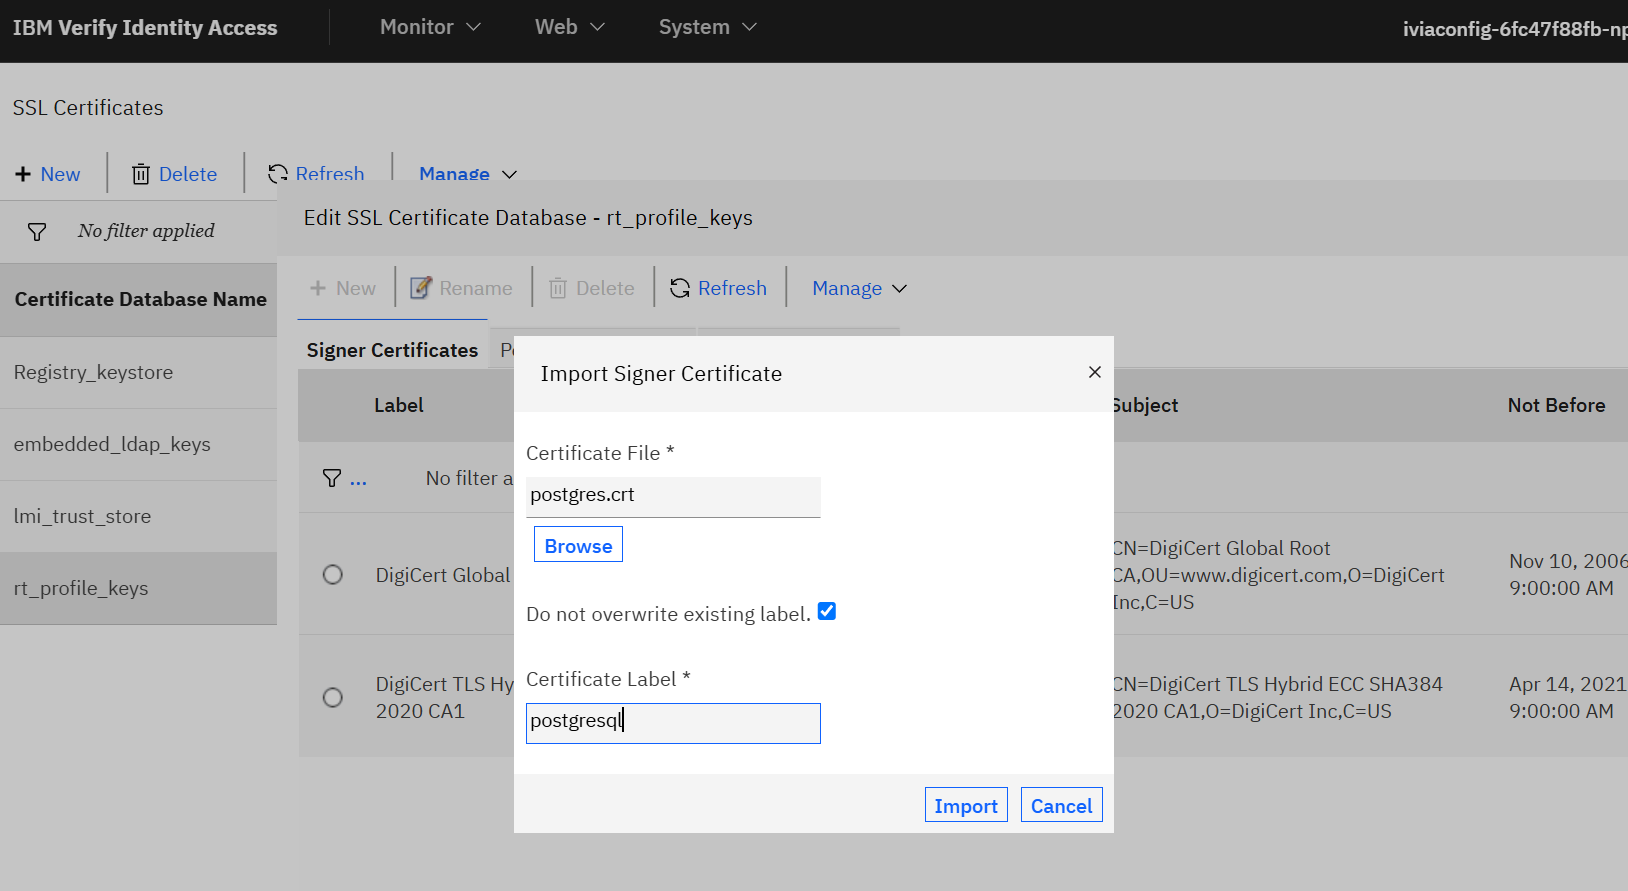 IBM Verify Identity Access
Monitor
Web
System
iviaconfig-6fc47f88fb-np
SSL Certificates
New
Delete
Refresh
Manage
No filter applied
Certificate Database Name
Registry_keystore
embedded_ldap_keys
lmi_trust_store
rt_profile_keys
Edit SSL Certificate Database - rt_profile_keys
New
Rename
Delete
Refresh
Manage
Signer Certificates
Label
Subject
Not Before
...
No filter a
DigiCert Global
CN=DigiCert Global Root
CA,OU=www.digicert.com,O=DigiCert
Inc,C=US
Nov 10, 2006
9:00:00 AM
DigiCert TLS Hy
2020 CA1
CN=DigiCert TLS Hybrid ECC SHA384
2020 CA1,O=DigiCert Inc,C=US
Apr 14, 2021
9:00:00 AM
Import Signer Certificate
Certificate File *
postgres.crt
Browse
Do not overwrite existing label.
Certificate Label *
postgresql
Import
Cancel